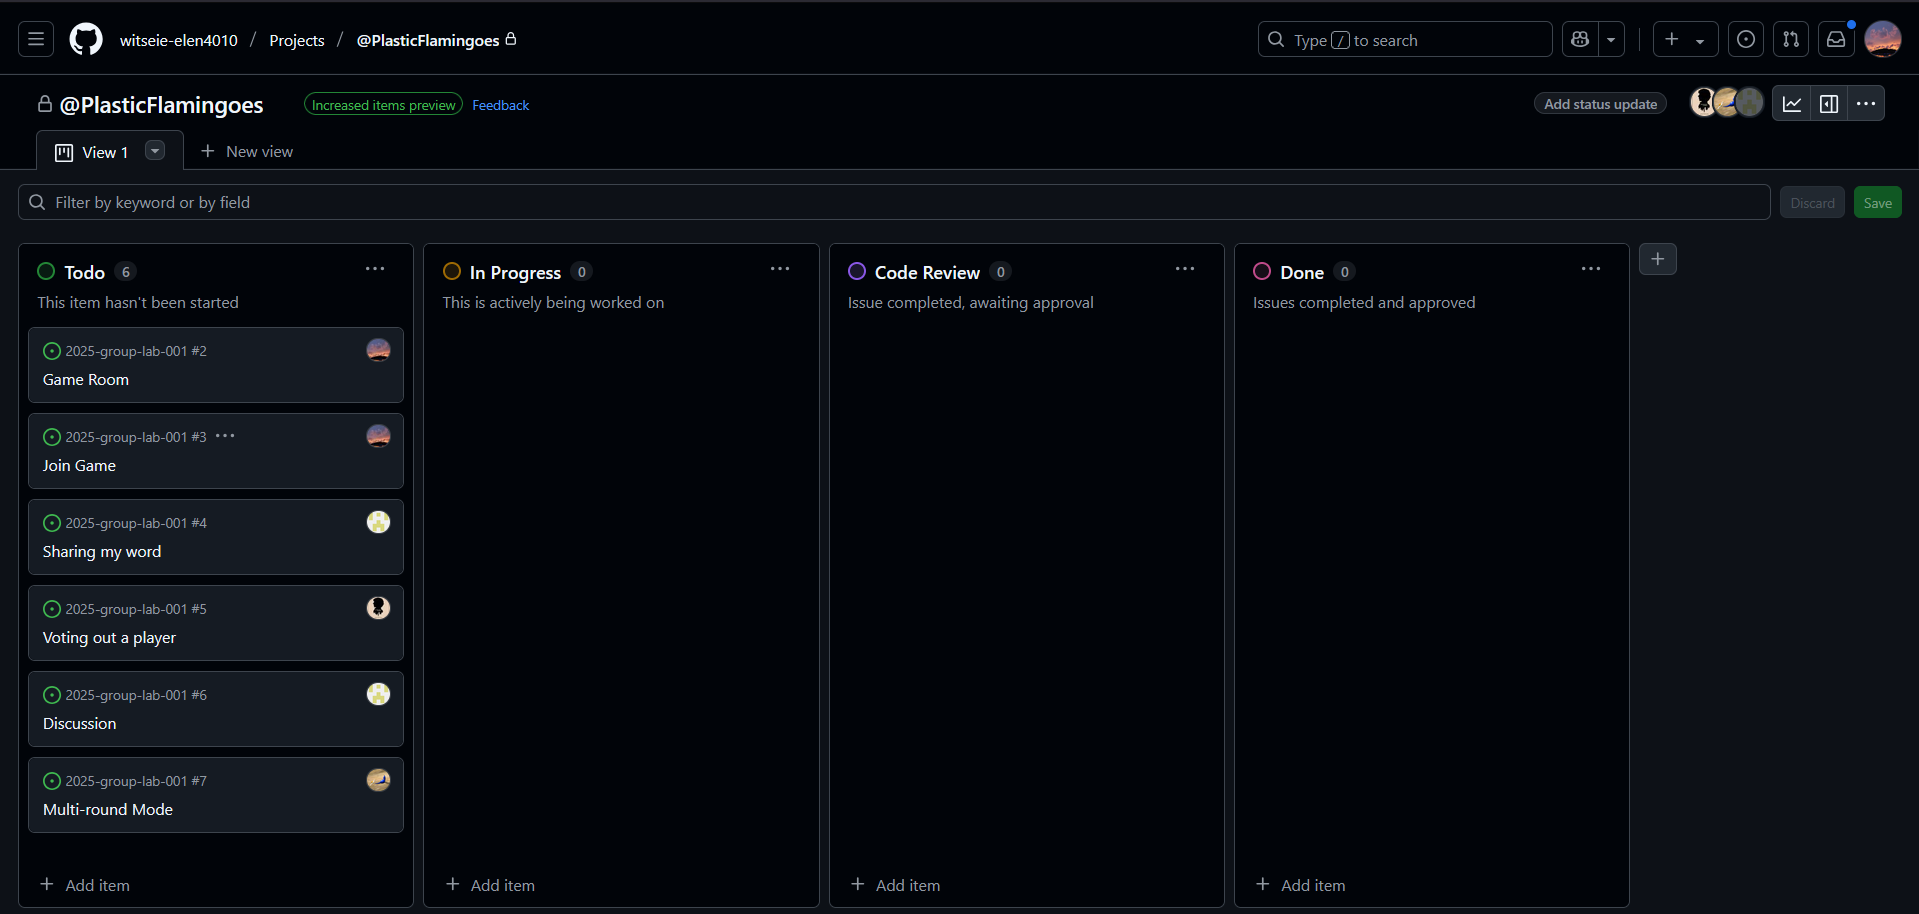 witseie-elen4010 / Projects / @PlasticFlamingoes
Type / to search
@PlasticFlamingoes
Increased items preview
Feedback
Add status update
View 1
New view
Filter by keyword or by field
Discard
Save
Todo 6
This item hasn't been started
2025-group-lab-001 #2
Game Room
2025-group-lab-001 #3
Join Game
2025-group-lab-001 #4
Sharing my word
2025-group-lab-001 #5
Voting out a player
2025-group-lab-001 #6
Discussion
2025-group-lab-001 #7
Multi-round Mode
Add item
In Progress 0
This is actively being worked on
Add item
Code Review 0
Issue completed, awaiting approval
Add item
Done 0
Issues completed and approved
Add item